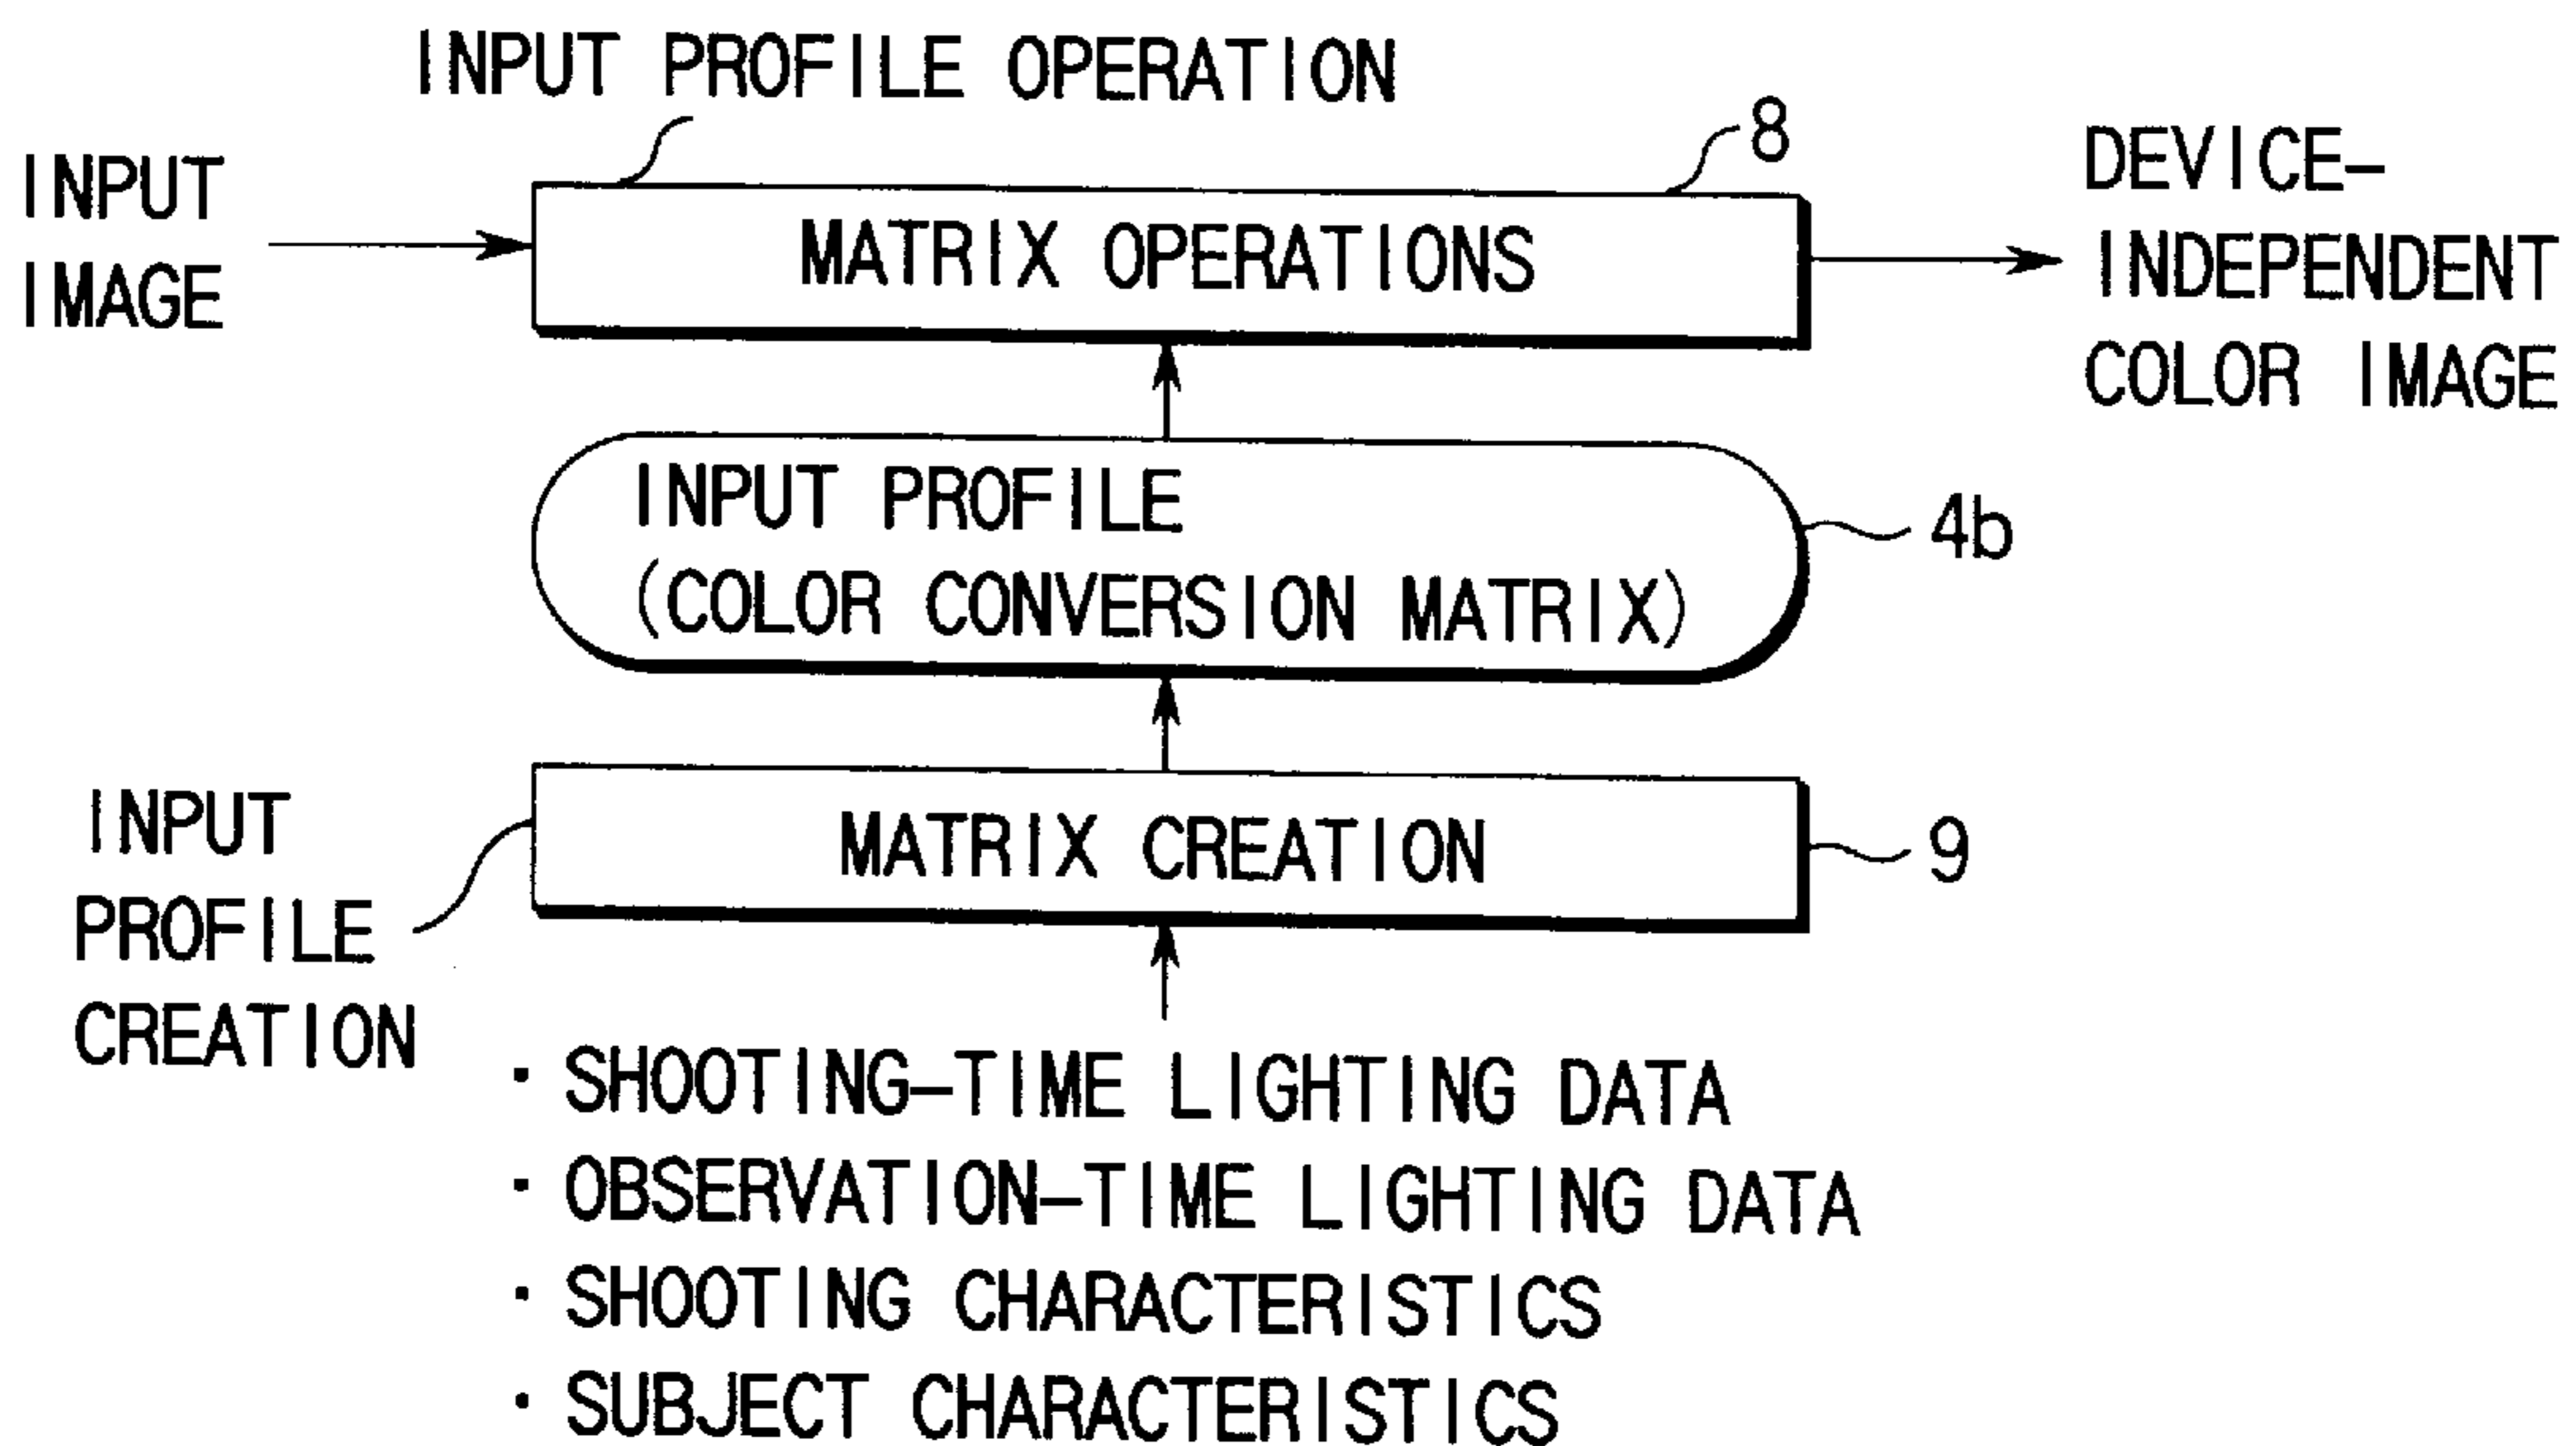 INPUT PROFILE OPERATION
8
INPUT
IMAGE
MATRIX OPERATIONS
DEVICE-
INDEPENDENT
COLOR IMAGE
INPUT PROFILE
(COLOR CONVERSION MATRIX)
4b
INPUT
PROFILE
CREATION
MATRIX CREATION
9
· SHOOTING-TIME LIGHTING DATA
· OBSERVATION-TIME LIGHTING DATA
· SHOOTING CHARACTERISTICS
· SUBJECT CHARACTERISTICS